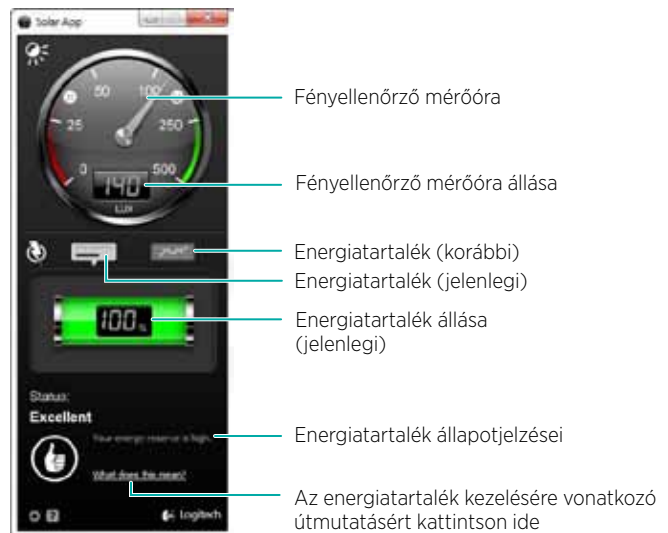 Solar App
50
100
25
250
0
500
140
LUX
Fényellenőrző mérőóra
Fényellenőrző mérőóra állása
Energiatartalék (korábbi)
Energiatartalék (jelenlegi)
100 %
Energiatartalék állása
(jelenlegi)
Status:
Excellent
Your energy reserve is high.
Energiatartalék állapotjelzései
What does this mean?
Az energiatartalék kezelésére vonatkozó
útmutatásért kattintson ide
Logitech